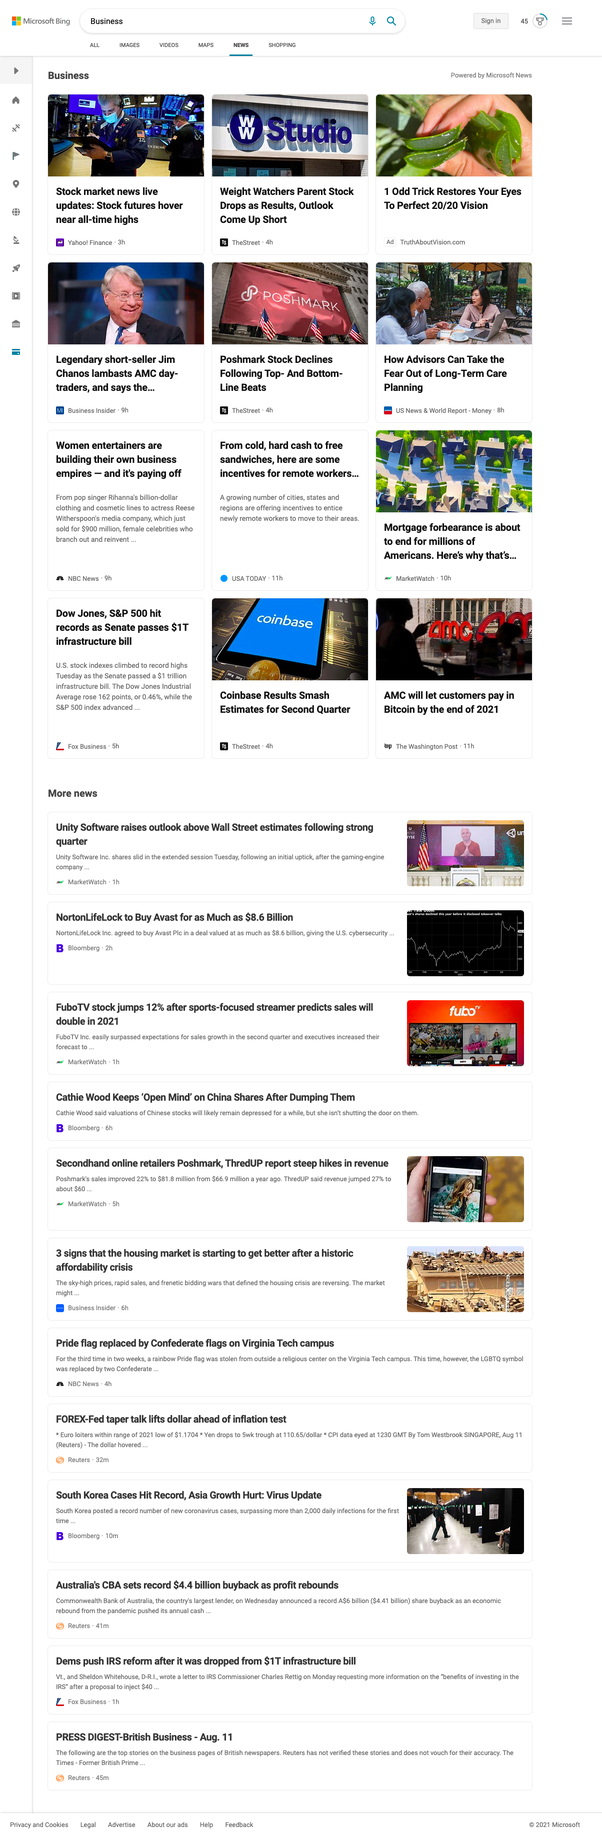 Microsoft Bing
Business
Sign in
45
ALL
IMAGES
VIDEOS
MAPS
NEWS
SHOPPING
Business
Powered by Microsoft News
W
W
Studio
Stock market news live
updates: Stock futures hover
near all-time highs
Yahoo! Finance · 3h
Weight Watchers Parent Stock
Drops as Results, Outlook
Come Up Short
TheStreet · 4h
1 Odd Trick Restores Your Eyes
To Perfect 20/20 Vision
Ad
TruthAboutVision.com
POSHMARK
Legendary short-seller Jim
Chanos lambasts AMC day-
traders, and says the...
Business Insider · 9h
Poshmark Stock Declines
Following Top- And Bottom-
Line Beats
TheStreet · 4h
How Advisors Can Take the
Fear Out of Long-Term Care
Planning
US News & World Report - Money · 8h
Women entertainers are
building their own business
empires — and it's paying off
From pop singer Rihanna's billion-dollar
clothing and cosmetic lines to actress Reese
Witherspoon's media company, which just
sold for $900 million, female celebrities who
branch out and reinvent ...
NBC News · 9h
From cold, hard cash to free
sandwiches, here are some
incentives for remote workers...
A growing number of cities, states and
regions are offering incentives to entice
newly remote workers to move to their areas.
USA TODAY · 11h
Mortgage forbearance is about
to end for millions of
Americans. Here's why that's...
MarketWatch · 10h
Dow Jones, S&P 500 hit
records as Senate passes $1T
infrastructure bill
U.S. stock indexes climbed to record highs
Tuesday as the Senate passed a $1 trillion
infrastructure bill. The Dow Jones Industrial
Average rose 162 points, or 0.46%, while the
S&P 500 index advanced ...
Fox Business · 5h
coinbase
Coinbase Results Smash
Estimates for Second Quarter
TheStreet · 4h
amc
AMC will let customers pay in
Bitcoin by the end of 2021
wp
The Washington Post · 11h
More news
Unity Software raises outlook above Wall Street estimates following strong
quarter
Unity Software Inc. shares slid in the extended session Tuesday, following an initial uptick, after the gaming-engine
company ...
MarketWatch · 1h
NortonLifeLock to Buy Avast for as Much as $8.6 Billion
NortonLifeLock Inc. agreed to buy Avast Plc in a deal valued at as much as $8.6 billion, giving the U.S. cybersecurity ...
B
Bloomberg · 2h
FuboTV stock jumps 12% after sports-focused streamer predicts sales will
double in 2021
FuboTV Inc. easily surpassed expectations for sales growth in the second quarter and executives increased their
forecast to ...
MarketWatch · 1h
fubo TV
Cathie Wood Keeps 'Open Mind' on China Shares After Dumping Them
Cathie Wood said valuations of Chinese stocks will likely remain depressed for a while, but she isn't shutting the door on them.
B
Bloomberg · 6h
Secondhand online retailers Poshmark, ThredUP report steep hikes in revenue
Poshmark's sales improved 22% to $81.8 million from $66.9 million a year ago. ThredUP said revenue jumped 27% to
about $60 ...
MarketWatch · 5h
3 signs that the housing market is starting to get better after a historic
affordability crisis
The sky-high prices, rapid sales, and frenetic bidding wars that defined the housing crisis are reversing. The market
might ...
Business Insider · 6h
Pride flag replaced by Confederate flags on Virginia Tech campus
For the third time in two weeks, a rainbow Pride flag was stolen from outside a religious center on the Virginia Tech campus. This time, however, the LGBTQ symbol
was replaced by two Confederate ...
NBC News · 4h
FOREX-Fed taper talk lifts dollar ahead of inflation test
* Euro loiters within range of 2021 low of $1.1704 * Yen drops to 5wk trough at 110.65/dollar * CPI data eyed at 1230 GMT By Tom Westbrook SINGAPORE, Aug 11
(Reuters) - The dollar hovered ...
Reuters · 32m
South Korea Cases Hit Record, Asia Growth Hurt: Virus Update
South Korea posted a record number of new coronavirus cases, surpassing more than 2,000 daily infections for the first
time ...
B
Bloomberg · 10m
Australia's CBA sets record $4.4 billion buyback as profit rebounds
Commonwealth Bank of Australia, the country's largest lender, on Wednesday announced a record A$6 billion ($4.41 billion) share buyback as an economic
rebound from the pandemic pushed its annual cash ...
Reuters · 41m
Dems push IRS reform after it was dropped from $1T infrastructure bill
Vt., and Sheldon Whitehouse, D-R.I., wrote a letter to IRS Commissioner Charles Rettig on Monday requesting more information on the "benefits of investing in the
IRS" after a proposal to inject $40 ...
Fox Business · 1h
PRESS DIGEST-British Business - Aug. 11
The following are the top stories on the business pages of British newspapers. Reuters has not verified these stories and does not vouch for their accuracy. The
Times - Former British Prime ...
Reuters · 45m
Privacy and Cookies
Legal
Advertise
About our ads
Help
Feedback
© 2021 Microsoft